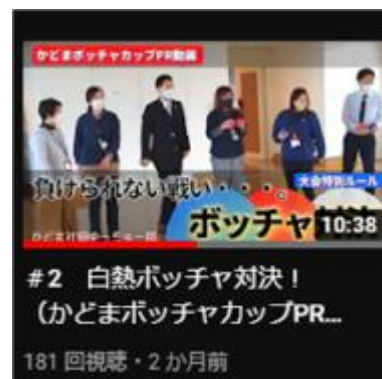 かどまボッチャカップPR動画
負けられない戦い・・・。
大会特別ルール
ボッチャ対決
10:38
#2 白熱ボッチャ対決!
(かどまボッチャカップPR...
181 回視聴・2 か月前